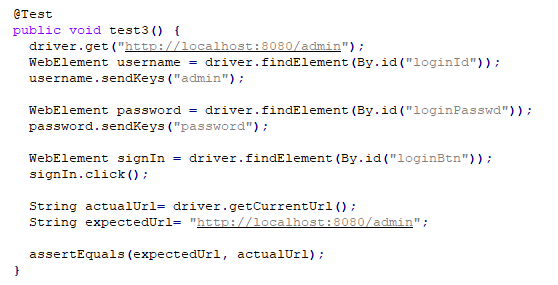 @Test
public void test3() {
  driver.get("http://localhost:8080/admin");
  WebElement username = driver.findElement(By.id("loginId"));
  username.sendKeys("admin");

  WebElement password = driver.findElement(By.id("loginPasswd"));
  password.sendKeys("password");

  WebElement signIn = driver.findElement(By.id("loginBtn"));
  signIn.click();

  String actualUrl= driver.getCurrentUrl();
  String expectedUrl= "http://localhost:8080/admin";

  assertEquals(expectedUrl, actualUrl);
}